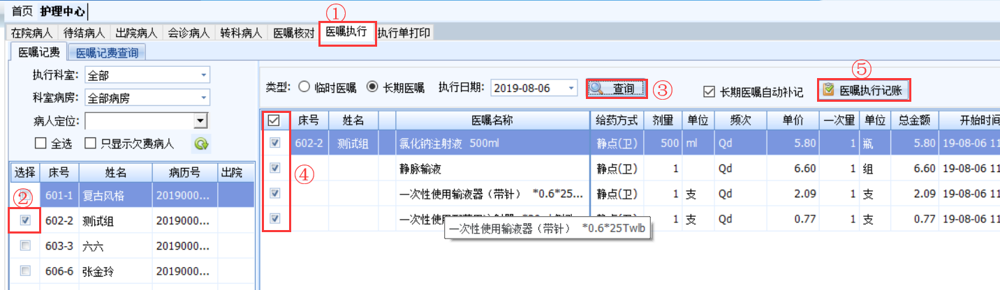 首页 护理中心
①
在院病人 待结病人 出院病人 会诊病人 转科病人 医嘱核对 医嘱执行 执行单打印
医嘱记费 医嘱记费查询
执行科室: 全部
科室病房: 全部病房
病人定位:
全选 只显示欠费病人
选择 床号 姓名 病历号 出院
601-1 复古风格 2019000...
②
602-2 测试组 2019000...
603-3 六六 2019000...
606-6 张金玲 2019000...
类型: 临时医嘱 长期医嘱 执行日期: 2019-08-06 查询 ③ 长期医嘱自动补记 医嘱执行记账
⑤
床号 姓名 医嘱名称 给药方式 剂量 单位 频次 单价 一次量 单位 总金额 开始时间
602-2 测试组 氯化钠注射液 500ml 静点(卫) 500 ml Qd 5.80 1 瓶 5.80 19-08-06 11
静脉输液 静点(卫) 1 Qd 6.60 1 组 6.60 19-08-06 11
④
一次性使用输液器（带针） *0.6*25... 静点(卫) 1 支 Qd 2.09 1 支 2.09 19-08-06 11
一次性使 1 支 Qd 0.77 1 支 0.77 19-08-06 11
一次性使用输液器（带针） *0.6*25Twlb